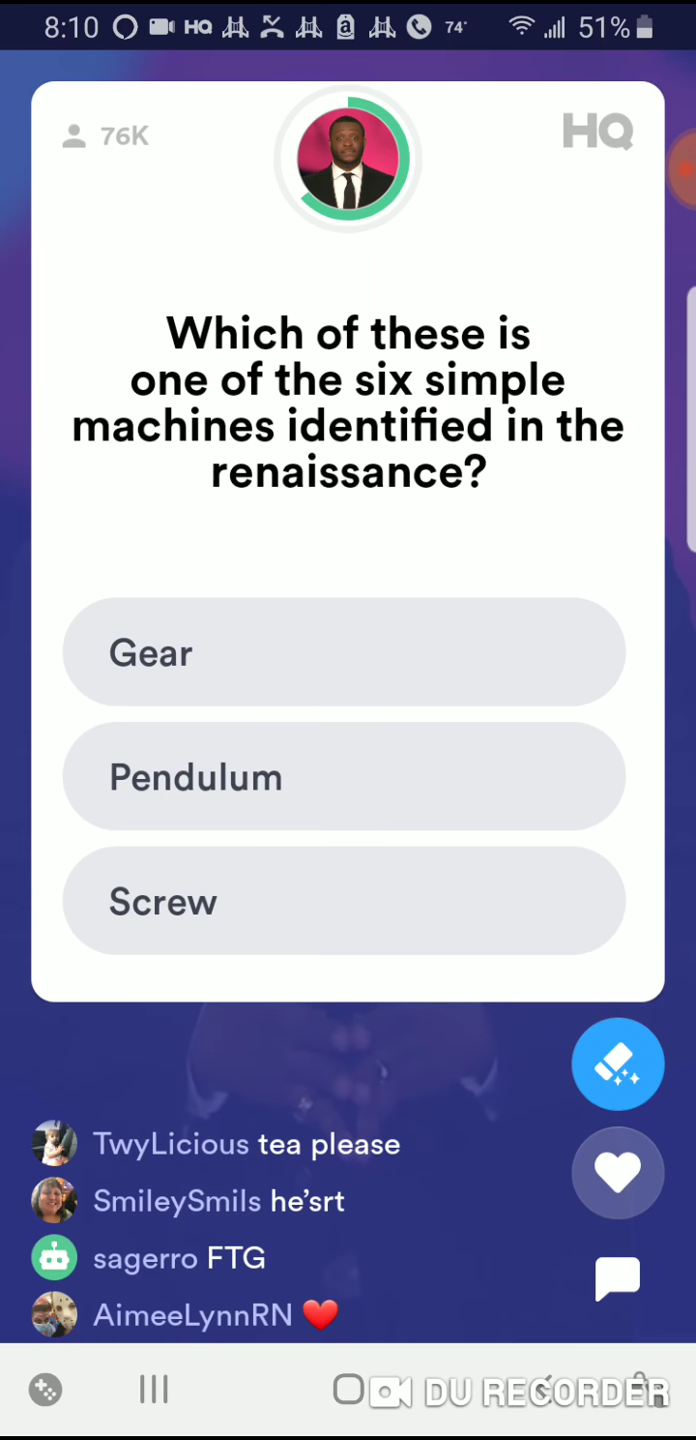 8:10 HQ 74° 51%
76K HQ
Which of these is
one of the six simple
machines identified in the
renaissance?
Gear
Pendulum
Screw
TwyLicious tea please
SmileySmils he’srt
sagerro FTG
AimeeLynnRN ❤️
DU RECORDER